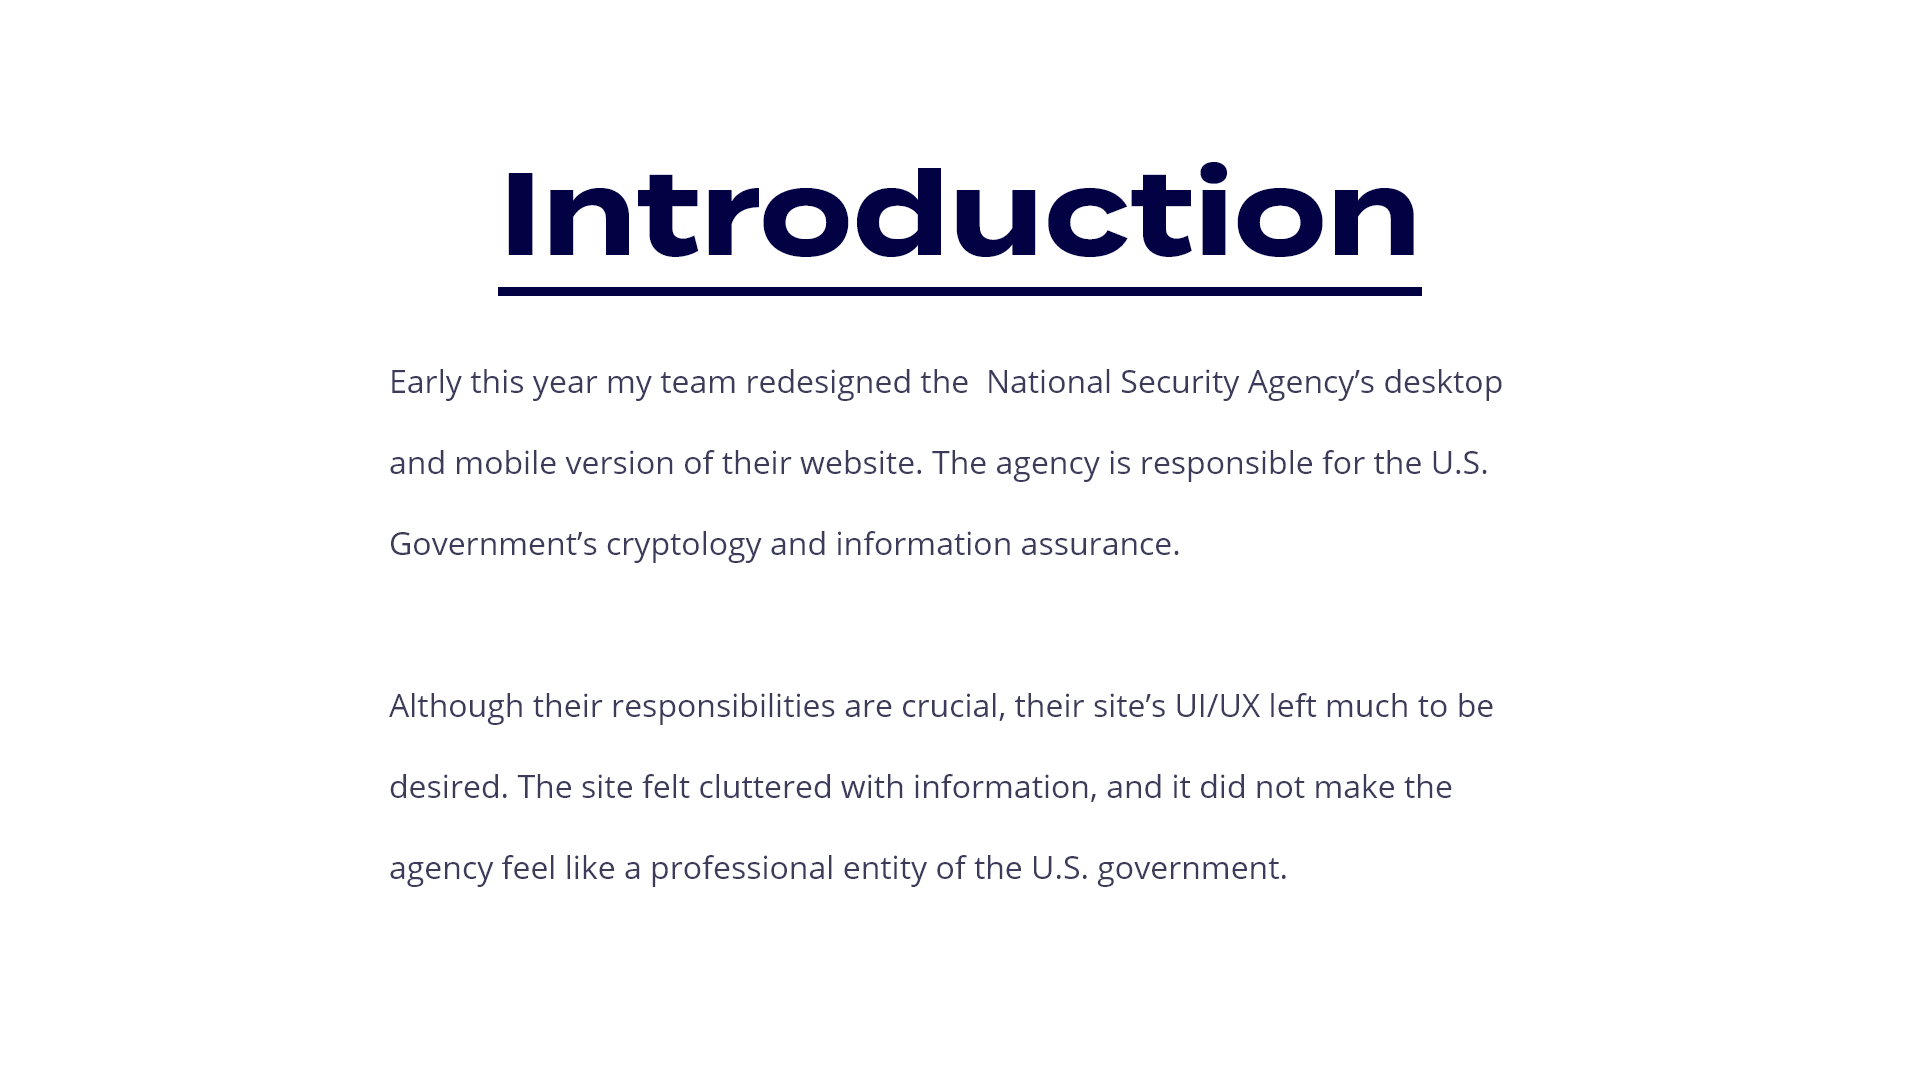 Introduction
Early this year my team redesigned the  National Security Agency’s desktop
and mobile version of their website. The agency is responsible for the U.S.
Government’s cryptology and information assurance.
Although their responsibilities are crucial, their site’s UI/UX left much to be
desired. The site felt cluttered with information, and it did not make the
agency feel like a professional entity of the U.S. government.